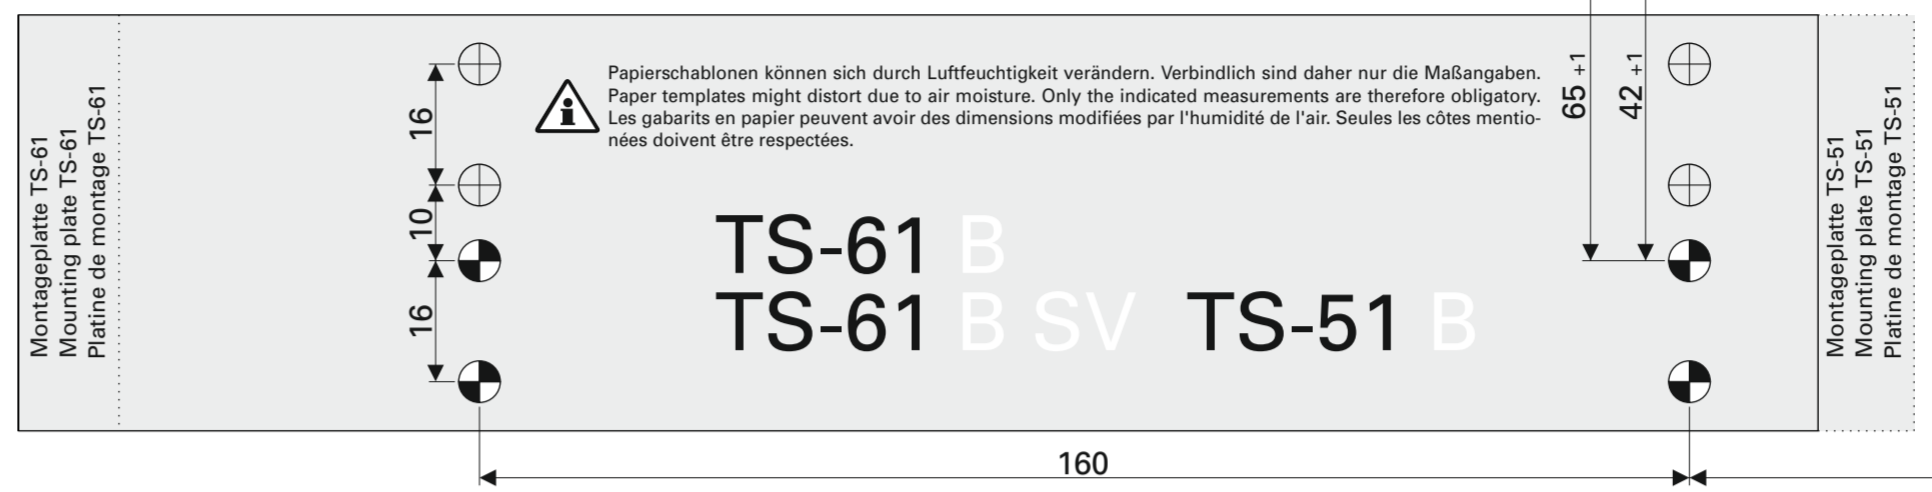 Montageplatte TS-61
Mounting plate TS-61
Platine de montage TS-61
16
10
16
Papierschablonen können sich durch Luftfeuchtigkeit verändern. Verbindlich sind daher nur die Maßangaben.
Paper templates might distort due to air moisture. Only the indicated measurements are therefore obligatory.
Les gabarits en papier peuvent avoir des dimensions modifiées par l'humidité de l'air. Seules les côtes mentio-
nées doivent être respectées.
65 +1
42 +1
TS-61 B
TS-61 B SV TS-51 B
Montageplatte TS-51
Mounting plate TS-51
Platine de montage TS-51
160